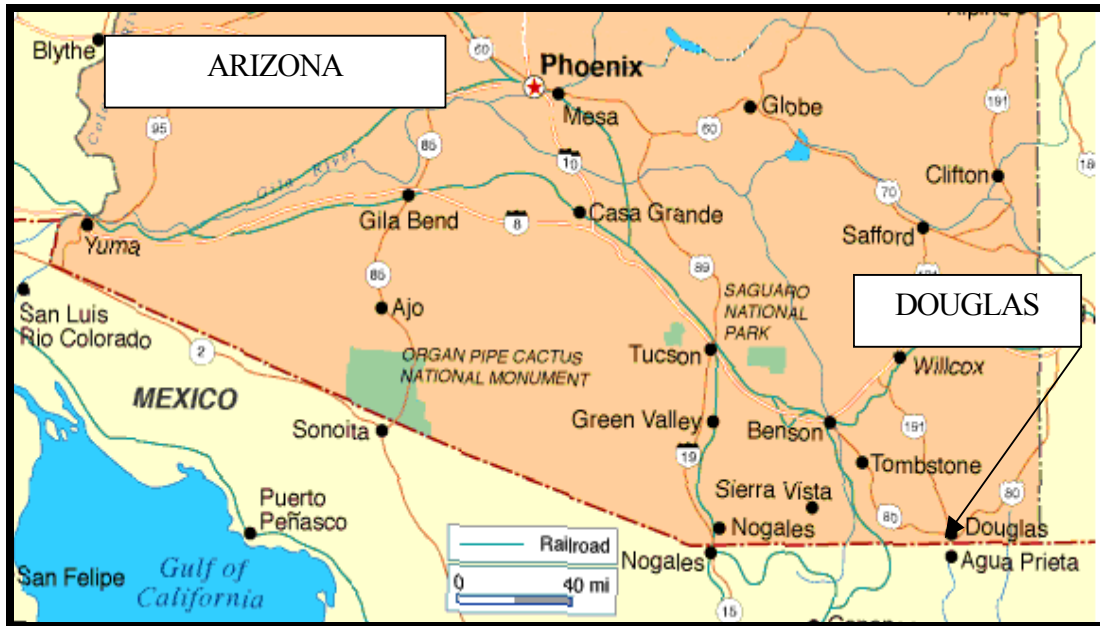 Blythe
ARIZONA
60
Phoenix
Mesa
Globe
191
95
85
10
60
Clifton
70
Gila River
Gila Bend
8
Casa Grande
Safford
Yuma
85
89
SAGUARO
NATIONAL
PARK
DOUGLAS
San Luis
Rio Colorado
Ajo
2
ORGAN PIPE CACTUS
NATIONAL MONUMENT
Tucson
Willcox
MEXICO
Sonoita
Green Valley
Benson
191
19
Tombstone
Sierra Vista
80
80
Puerto
Peñasco
Nogales
Douglas
Railroad
Nogales
Agua Prieta
0 40 mi
San Felipe
Gulf of
California
15